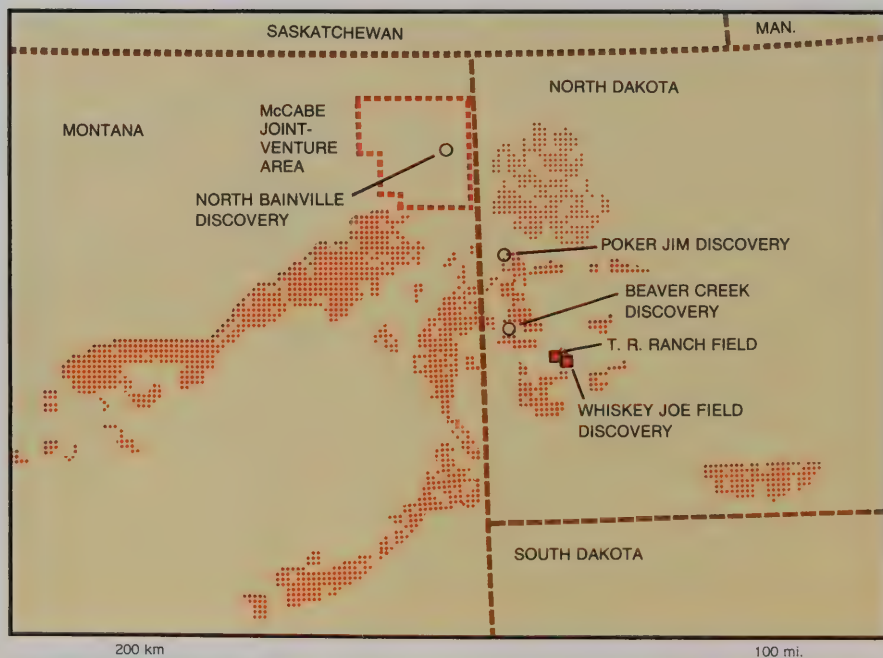 SASKATCHEWAN
MAN.
MONTANA
McCABE
JOINT-
VENTURE
AREA
NORTH DAKOTA
NORTH BAINVILLE
DISCOVERY
POKER JIM DISCOVERY
BEAVER CREEK
DISCOVERY
T. R. RANCH FIELD
WHISKEY JOE FIELD
DISCOVERY
SOUTH DAKOTA
200 km
100 mi.